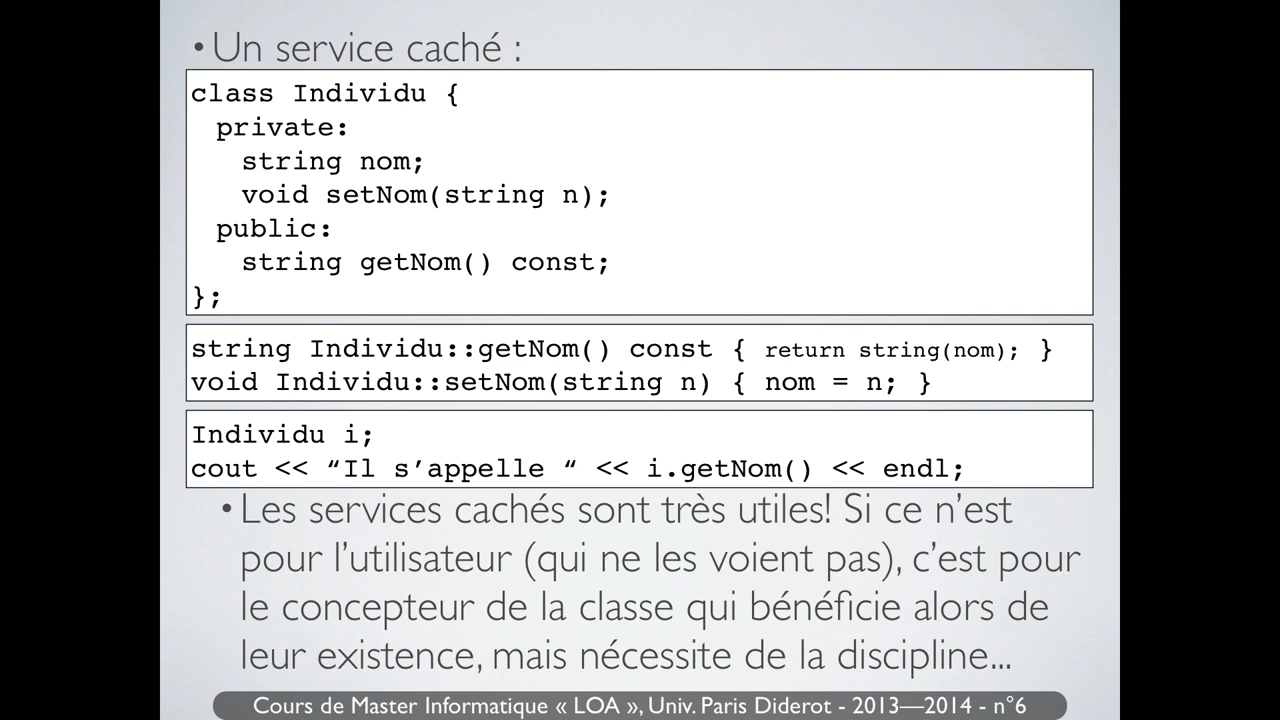 • Un service caché :
class Individu {
private:
string nom;
void setNom(string n);
public:
string getNom() const;
};
string Individu::getNom() const { return string(nom); }
void Individu::setNom(string n) { nom = n; }
Individu i;
cout << “Il s’appelle “ << i.getNom() << endl;
• Les services cachés sont très utiles! Si ce n’est
pour l’utilisateur (qui ne les voient pas), c’est pour
le concepteur de la classe qui bénéficie alors de
leur existence, mais nécessite de la discipline...
Cours de Master Informatique « LOA », Univ. Paris Diderot - 2013—2014 - n°6